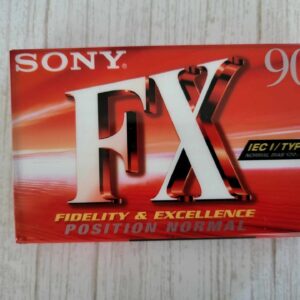 SONY® 90
FX
IEC I / TYP
FIDELITY & EXCELLENCE
POSITION NORMAL